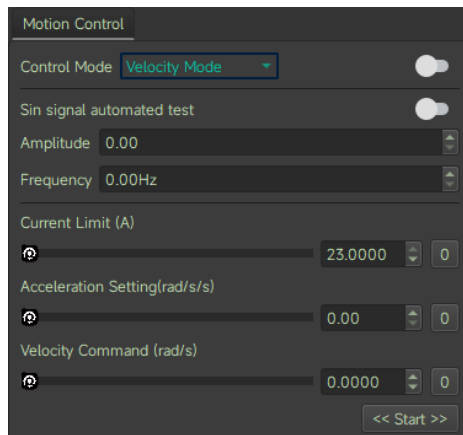 Motion Control
Control Mode Velocity Mode
Sin signal automated test
Amplitude 0.00
Frequency 0.00Hz
Current Limit (A)
23.0000 0
Acceleration Setting(rad/s/s)
0.00 0
Velocity Command (rad/s)
0.0000 0
<< Start >>